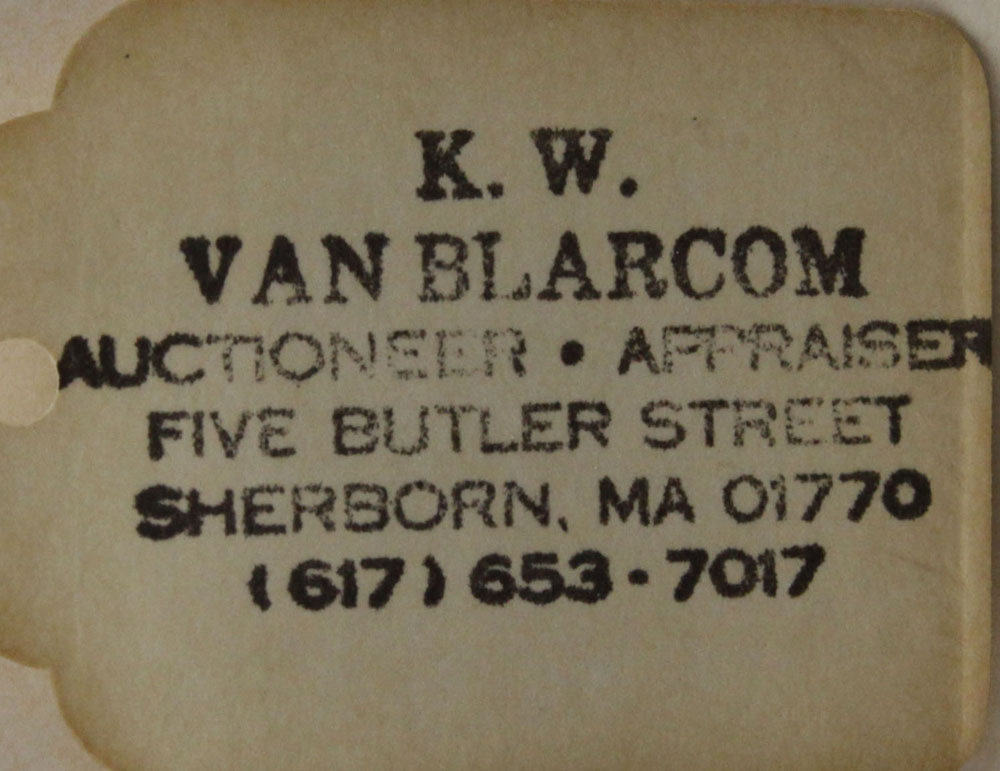 K. W.
VAN BLARCOM
AUCTIONEER • APPRAISER
FIVE BUTLER STREET
SHERBORN, MA 01770
(617) 653-7017